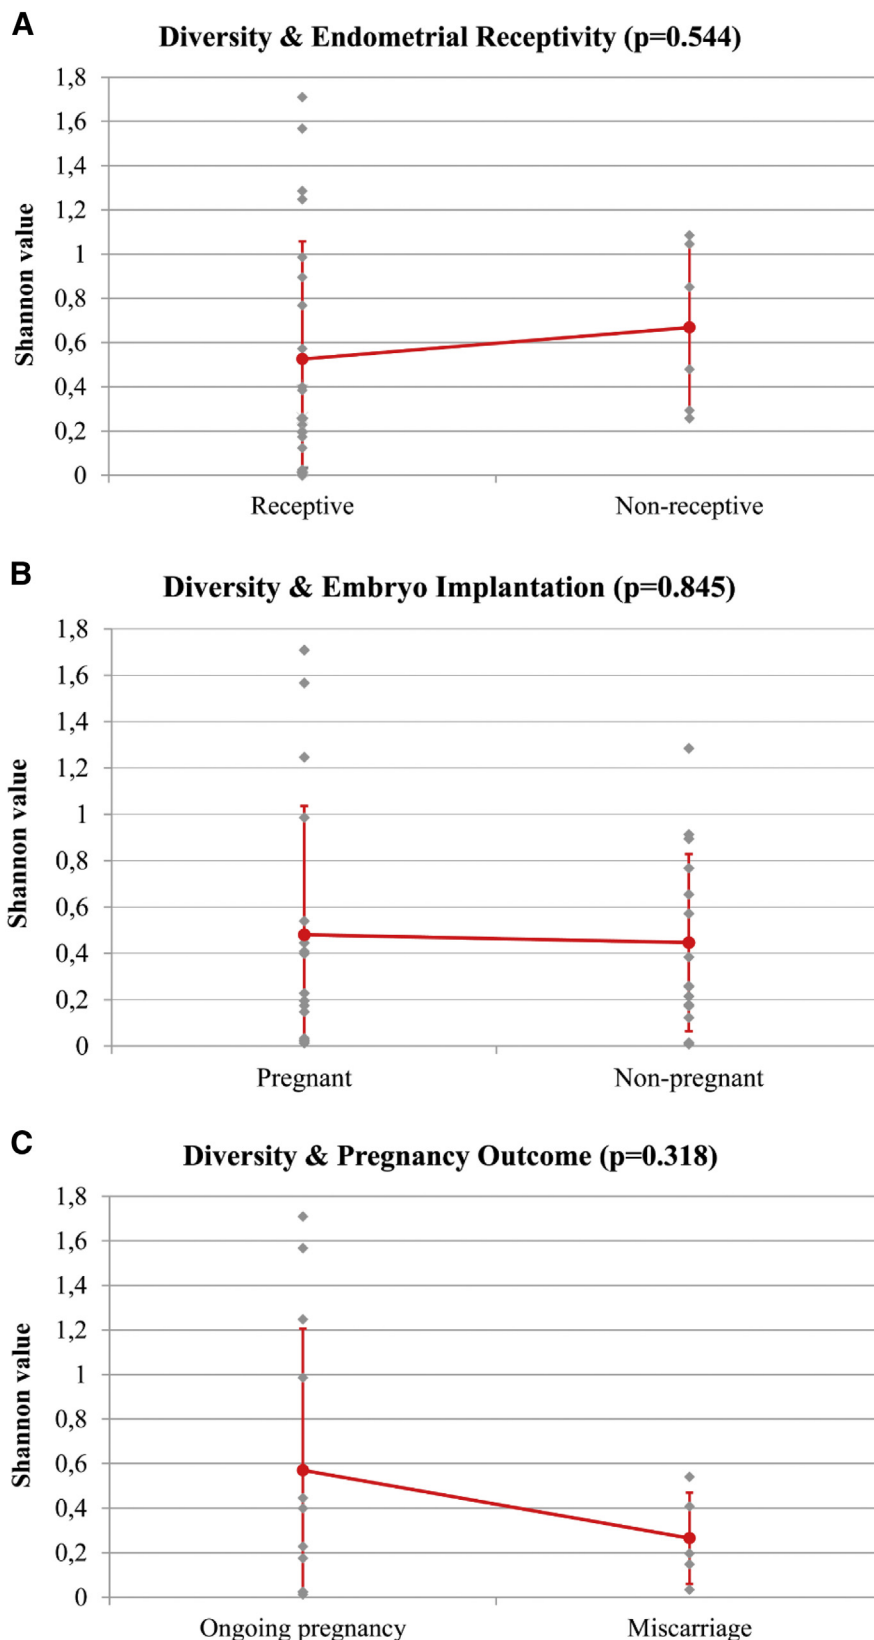 A
Diversity & Endometrial Receptivity (p=0.544)
Shannon value
1,8
1,6
1,4
1,2
1
0,8
0,6
0,4
0,2
0
Receptive Non-receptive
B
Diversity & Embryo Implantation (p=0.845)
Shannon value
1,8
1,6
1,4
1,2
1
0,8
0,6
0,4
0,2
0
Pregnant Non-pregnant
C
Diversity & Pregnancy Outcome (p=0.318)
Shannon value
1,8
1,6
1,4
1,2
1
0,8
0,6
0,4
0,2
0
Ongoing pregnancy Miscarriage